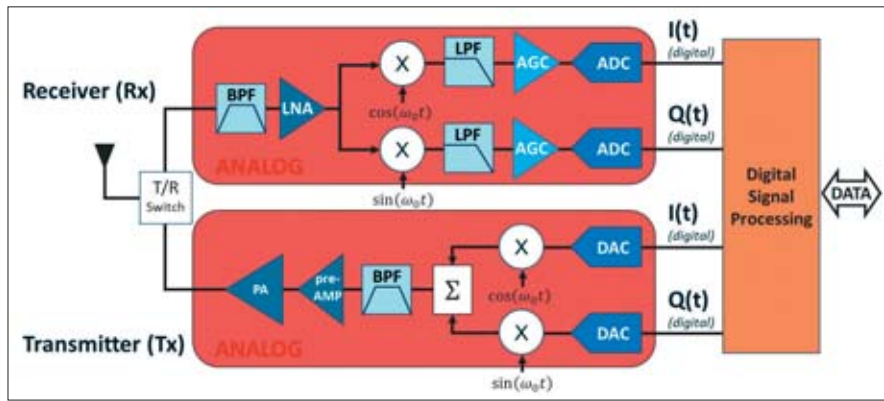 Receiver (Rx)
BPF
LNA
X
cos(ω₀t)
LPF
AGC
ADC
I(t)
(digital)
X
sin(ω₀t)
LPF
AGC
ADC
Q(t)
(digital)
ANALOG
T/R
Switch
Digital
Signal
Processing
DATA
Transmitter (Tx)
PA
pre-
AMP
BPF
Σ
X
cos(ω₀t)
DAC
I(t)
(digital)
X
sin(ω₀t)
DAC
Q(t)
(digital)
ANALOG